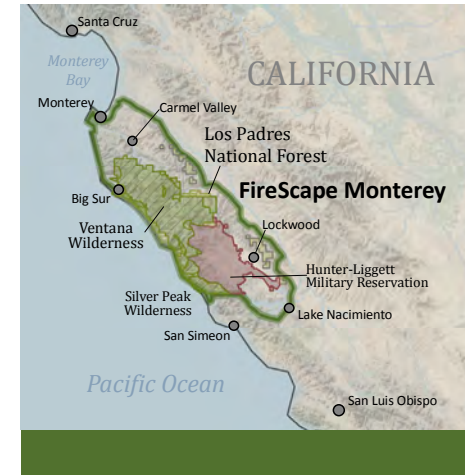 Santa Cruz
Monterey
Bay
CALIFORNIA
Monterey
Carmel Valley
Los Padres
National Forest
FireScape Monterey
Big Sur
Ventana
Wilderness
Lockwood
Hunter-Liggett
Military Reservation
Silver Peak
Wilderness
Lake Nacimiento
San Simeon
Pacific Ocean
San Luis Obispo